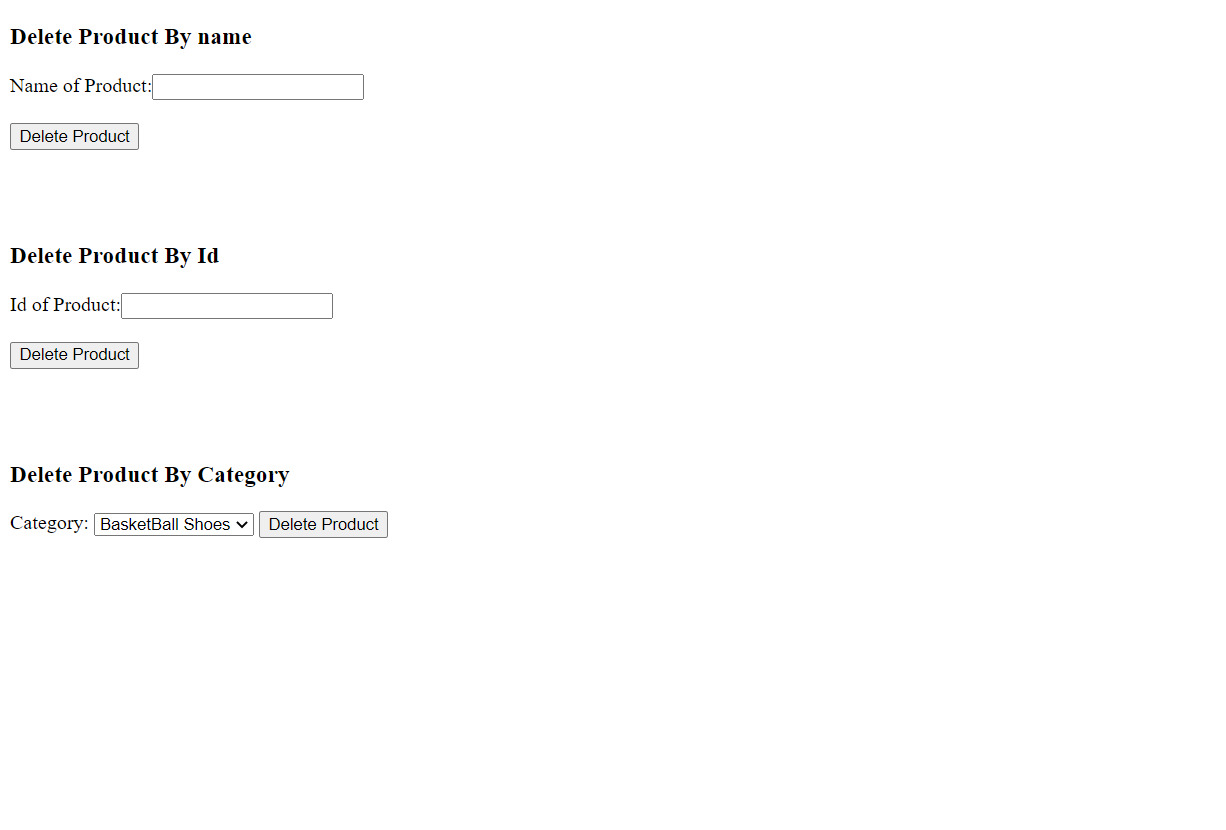 Delete Product By name
Name of Product:
Delete Product
Delete Product By Id
Id of Product:
Delete Product
Delete Product By Category
Category: BasketBall Shoes Delete Product